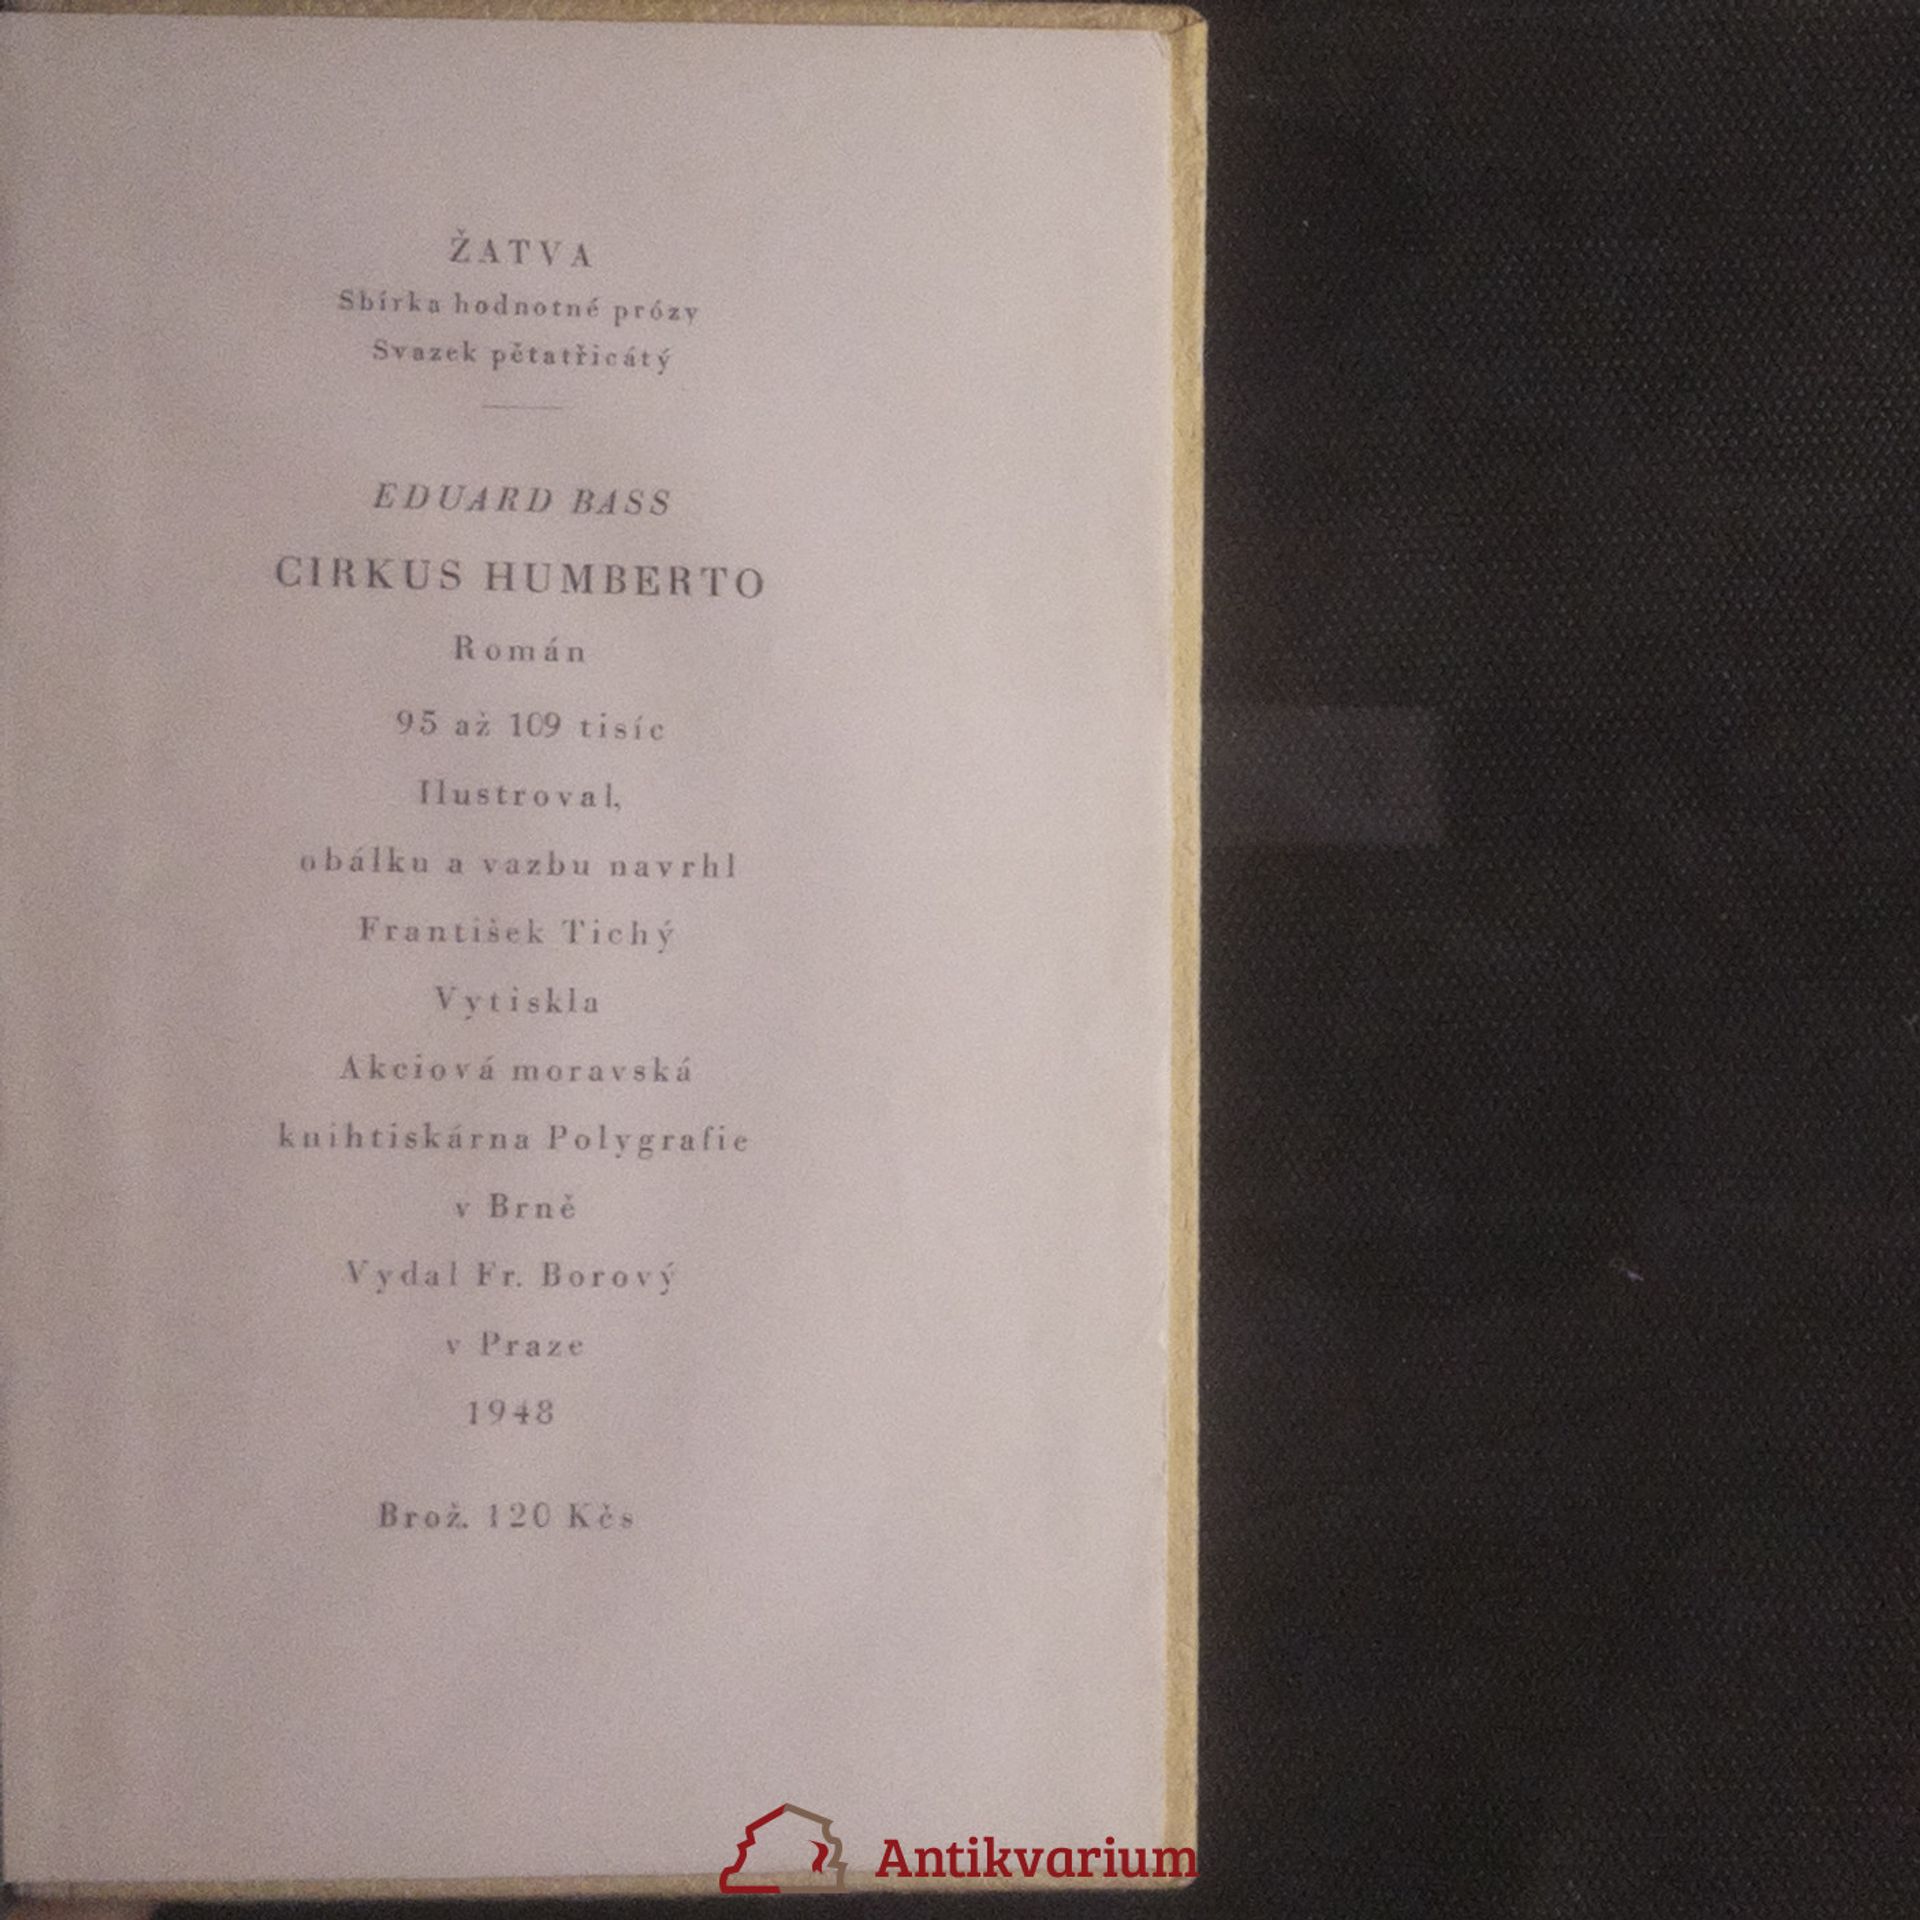 ŽATVA
Sbírka hodnotné prózy
Svazek pětatřicátý
EDUARD BASS
CIRKUS HUMBERTO
Román
95 až 109 tisíc
Ilustroval,
obálku a vazbu navrhl
František Tichý
Vytiskla
Akciová moravská
knihtiskárna Polygrafie
v Brně
Vydal Fr. Borový
v Praze
1948
Brož. 120 Kčs
Antikvarium